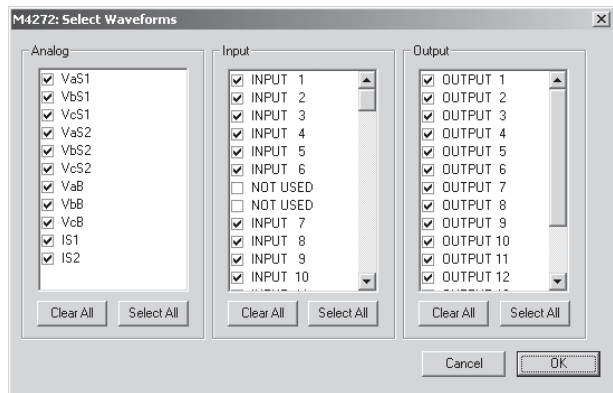 M4272: Select Waveforms
Analog
VaS1
VbS1
VcS1
VaS2
VbS2
VcS2
VaB
VbB
VcB
IS1
IS2
Clear All Select All
Input
INPUT 1
INPUT 2
INPUT 3
INPUT 4
INPUT 5
INPUT 6
NOT USED
NOT USED
INPUT 7
INPUT 8
INPUT 9
INPUT 10
Clear All Select All
Output
OUTPUT 1
OUTPUT 2
OUTPUT 3
OUTPUT 4
OUTPUT 5
OUTPUT 6
OUTPUT 7
OUTPUT 8
OUTPUT 9
OUTPUT 10
OUTPUT 11
OUTPUT 12
Clear All Select All
Cancel OK